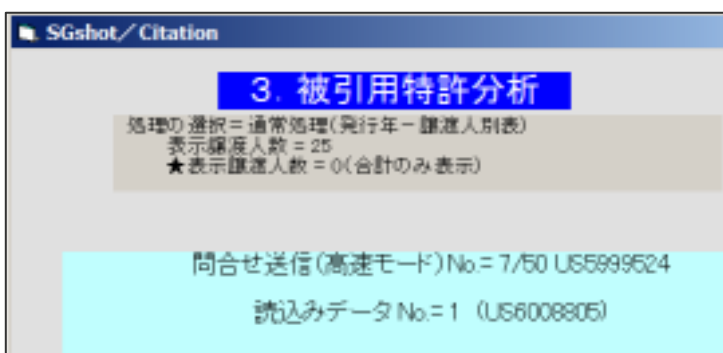 SGshot／Citation
3. 被引用特許分析
処理の選択＝通常処理(発行年－譲渡人別表)
表示譲渡人数 = 25
★表示譲渡人数 = 0(合計のみ表示)
問合せ送信(高速モード)No.= 7/50 US5999524
読込みデータNo.= 1 (US6008805)